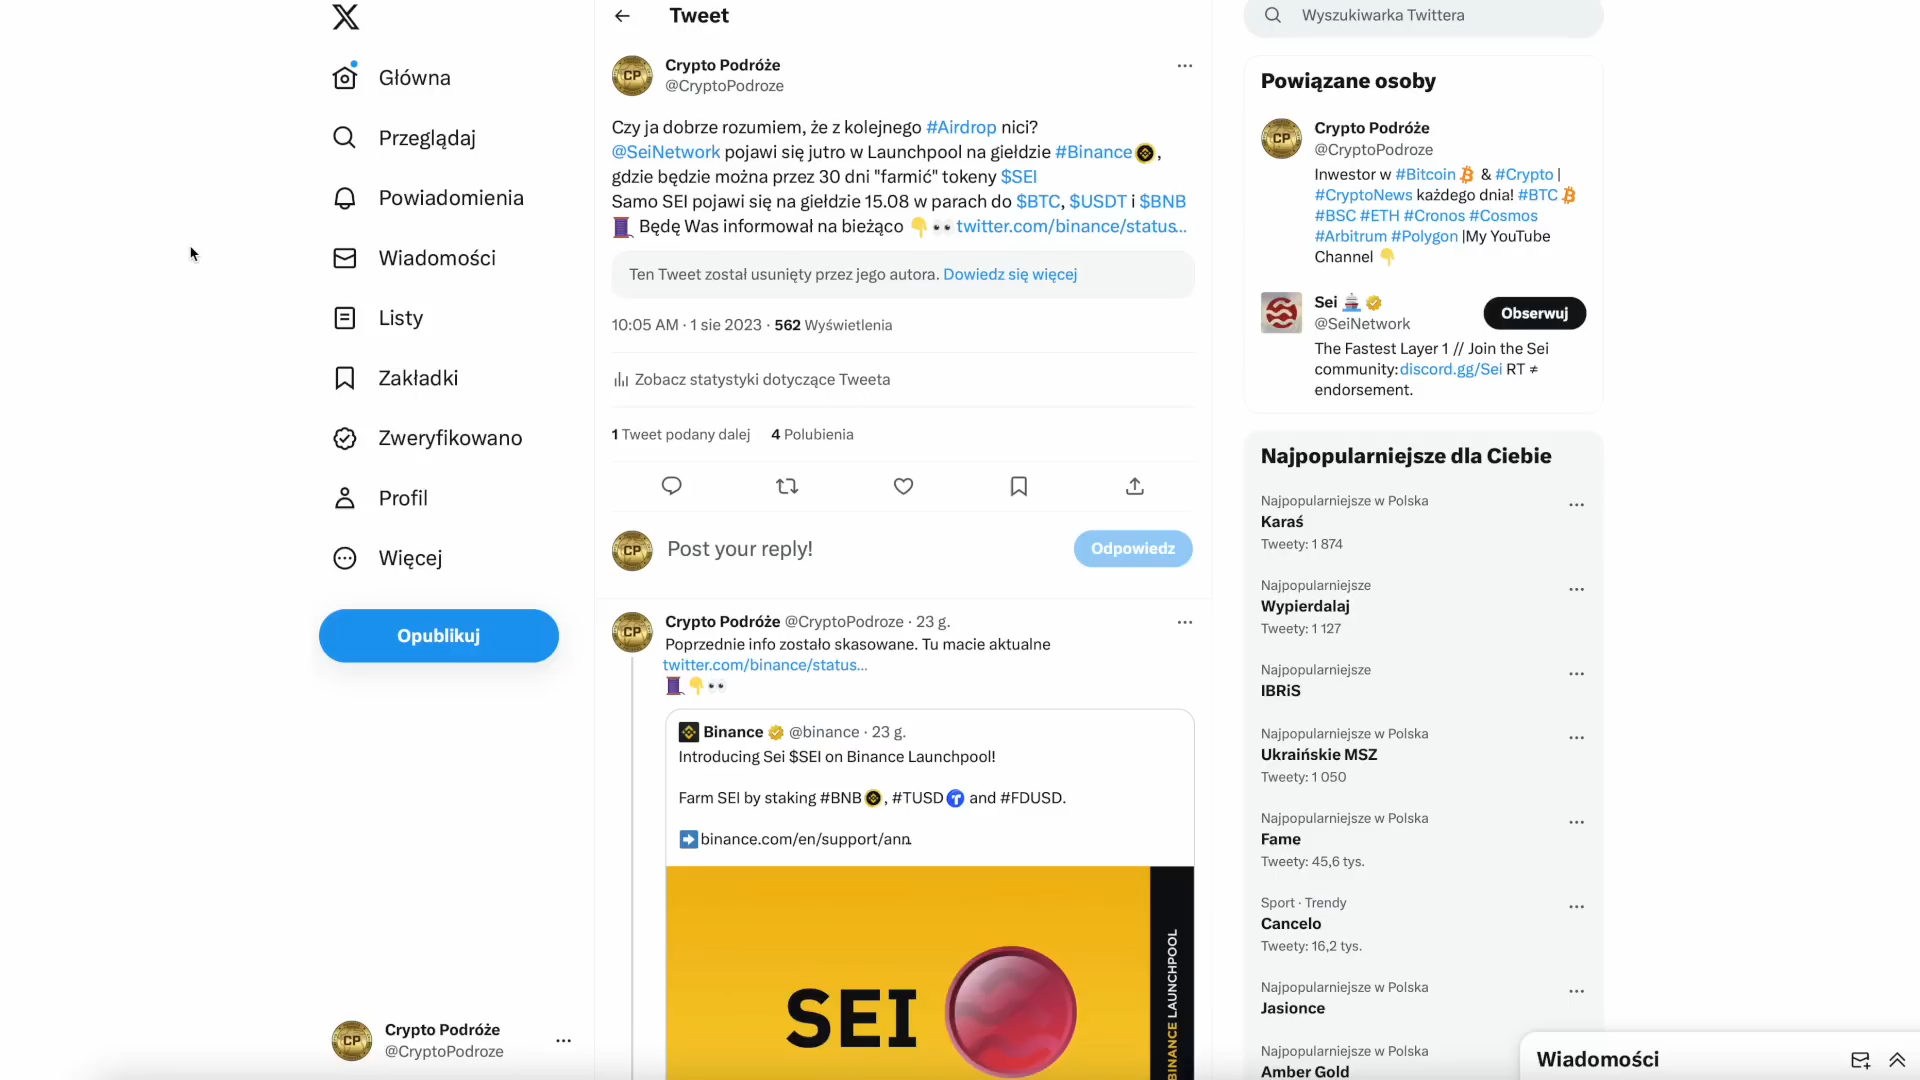 Główna
Przeglądaj
Powiadomienia
Wiadomości
Listy
Zakładki
Zweryfikowano
Profil
Więcej
Opublikuj
CP
Crypto Podróże
@CryptoPodroze
Tweet
CP
Crypto Podróże
@CryptoPodroze
Czy ja dobrze rozumiem, że z kolejnego #Airdrop nici?
@SeiNetwork pojawi się jutro w Launchpool na giełdzie #Binance,
gdzie będzie można przez 30 dni "farmić" tokeny $SEI
Samo SEI pojawi się na giełdzie 15.08 w parach do $BTC, $USDT i $BNB
🧵 Będę Was informował na bieżąco 👇👀 twitter.com/binance/status...
Ten Tweet został usunięty przez jego autora. Dowiedz się więcej
10:05 AM · 1 sie 2023 · 562 Wyświetlenia
Zobacz statystyki dotyczące Tweeta
1 Tweet podany dalej 4 Polubienia
CP
Post your reply!
Odpowiedz
CP
Crypto Podróże @CryptoPodroze · 23 g.
Poprzednie info zostało skasowane. Tu macie aktualne
twitter.com/binance/status...
🧵👇👀
Binance @binance · 23 g.
Introducing Sei $SEI on Binance Launchpool!
Farm SEI by staking #BNB, #TUSD and #FDUSD.
➡️binance.com/en/support/ann
SEI
BINANCE LAUNCHPOOL
Wyszukiwarka Twittera
Powiązane osoby
CP
Crypto Podróże
@CryptoPodroze
Inwestor w #Bitcoin & #Crypto |
#CryptoNews każdego dnia! #BTC
#BSC #ETH #Cronos #Cosmos
#Arbitrum #Polygon |My YouTube
Channel 👇
Sei 🚢
@SeiNetwork
Obserwuj
The Fastest Layer 1 // Join the Sei
community:discord.gg/Sei RT ≠
endorsement.
Najpopularniejsze dla Ciebie
Najpopularniejsze w Polska
Karaś
Tweety: 1 874
Najpopularniejsze
Wypierdalaj
Tweety: 1 127
Najpopularniejsze
IBRiS
Najpopularniejsze w Polska
Ukraińskie MSZ
Tweety: 1 050
Najpopularniejsze w Polska
Fame
Tweety: 45,6 tys.
Sport · Trendy
Cancelo
Tweety: 16,2 tys.
Najpopularniejsze w Polska
Jasionce
Najpopularniejsze w Polska
Amber Gold
Wiadomości